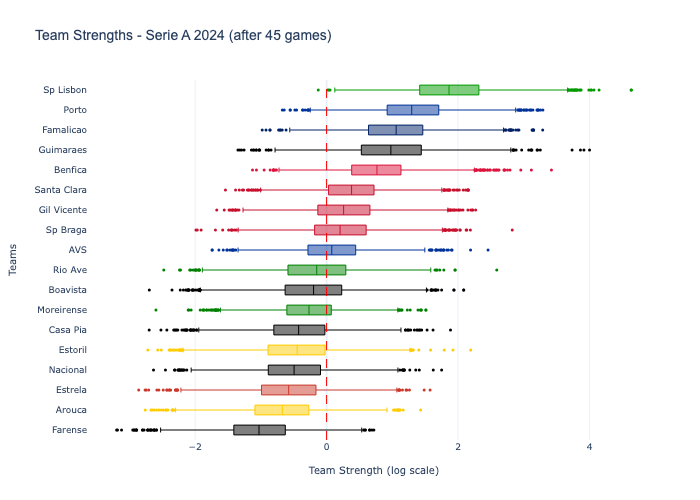 Team Strengths - Serie A 2024 (after 45 games)
Sp Lisbon
Porto
Famalicao
Guimaraes
Benfica
Santa Clara
Gil Vicente
Sp Braga
AVS
Rio Ave
Boavista
Moreirense
Casa Pia
Estoril
Nacional
Estrela
Arouca
Farense
Teams
−2 0 2 4
Team Strength (log scale)